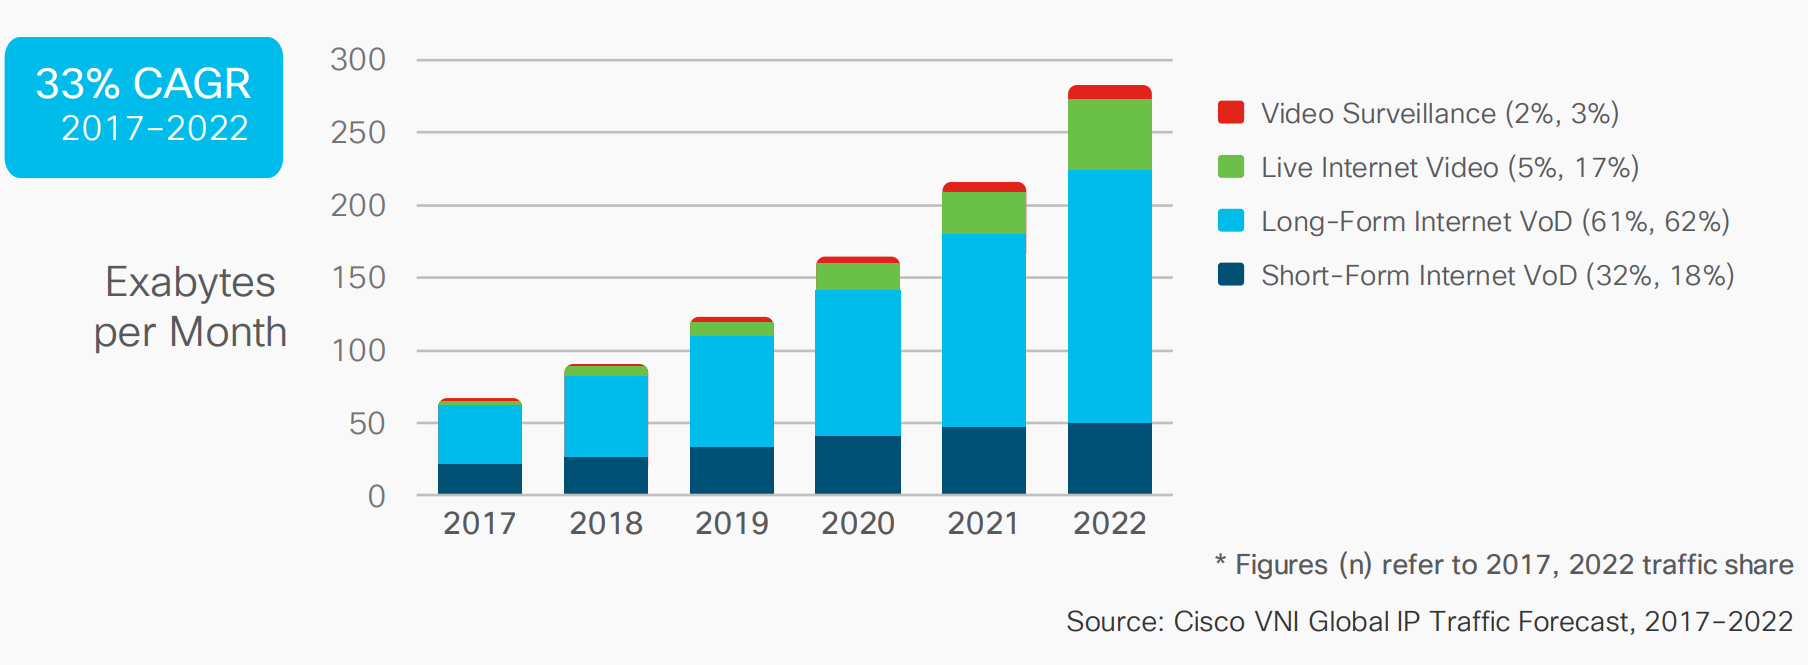 33% CAGR
2017–2022
Exabytes
per Month
300
250
200
150
100
50
0
2017 2018 2019 2020 2021 2022
Video Surveillance (2%, 3%)
Live Internet Video (5%, 17%)
Long-Form Internet VoD (61%, 62%)
Short-Form Internet VoD (32%, 18%)
* Figures (n) refer to 2017, 2022 traffic share
Source: Cisco VNI Global IP Traffic Forecast, 2017–2022